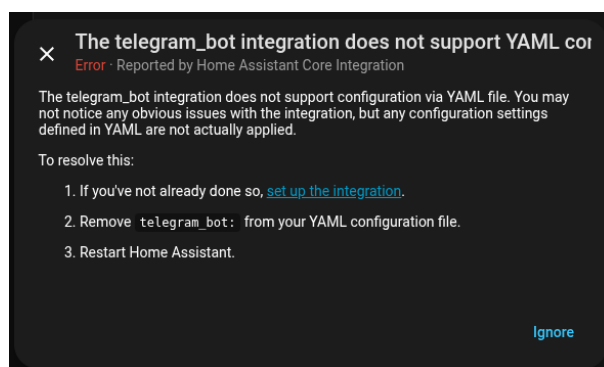 The telegram_bot integration does not support YAML cor
Error · Reported by Home Assistant Core Integration
The telegram_bot integration does not support configuration via YAML file. You may
not notice any obvious issues with the integration, but any configuration settings
defined in YAML are not actually applied.
To resolve this:
1. If you've not already done so, set up the integration.
2. Remove telegram_bot: from your YAML configuration file.
3. Restart Home Assistant.
Ignore